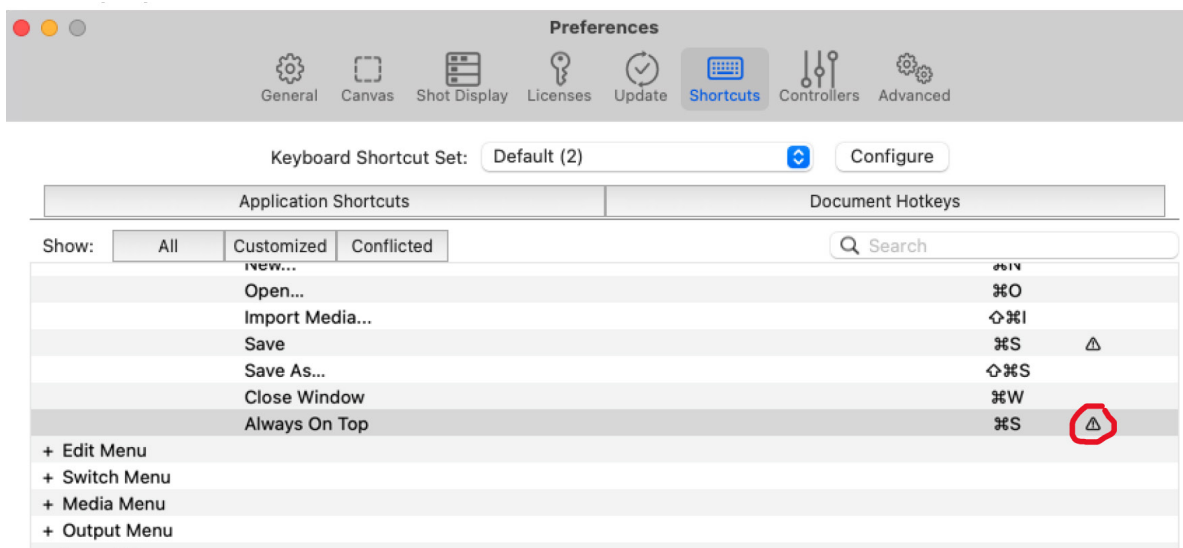 Preferences
General Canvas Shot Display Licenses Update Shortcuts Controllers Advanced
Keyboard Shortcut Set: Default (2) Configure
Application Shortcuts Document Hotkeys
Show: All Customized Conflicted Search
New... ⌘N
Open... ⌘O
Import Media... ⇧⌘I
Save ⌘S
Save As... ⇧⌘S
Close Window ⌘W
Always On Top ⌘S
+ Edit Menu
+ Switch Menu
+ Media Menu
+ Output Menu